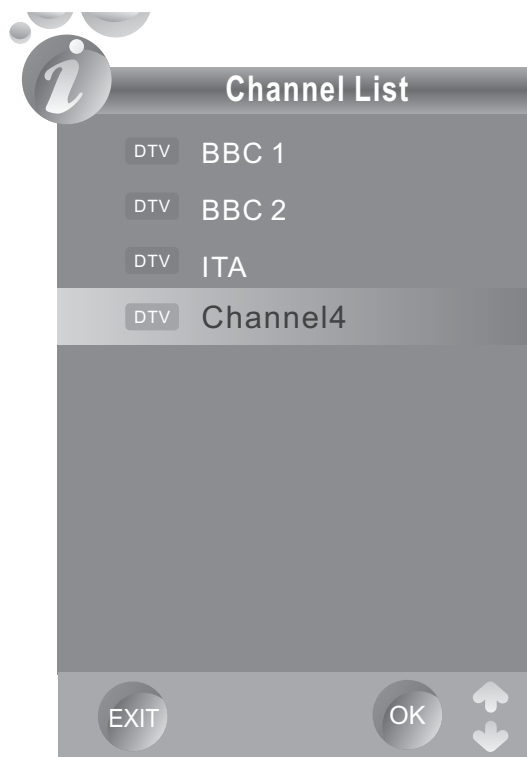 i
Channel List
DTV BBC 1
DTV BBC 2
DTV ITA
DTV Channel4
EXIT OK